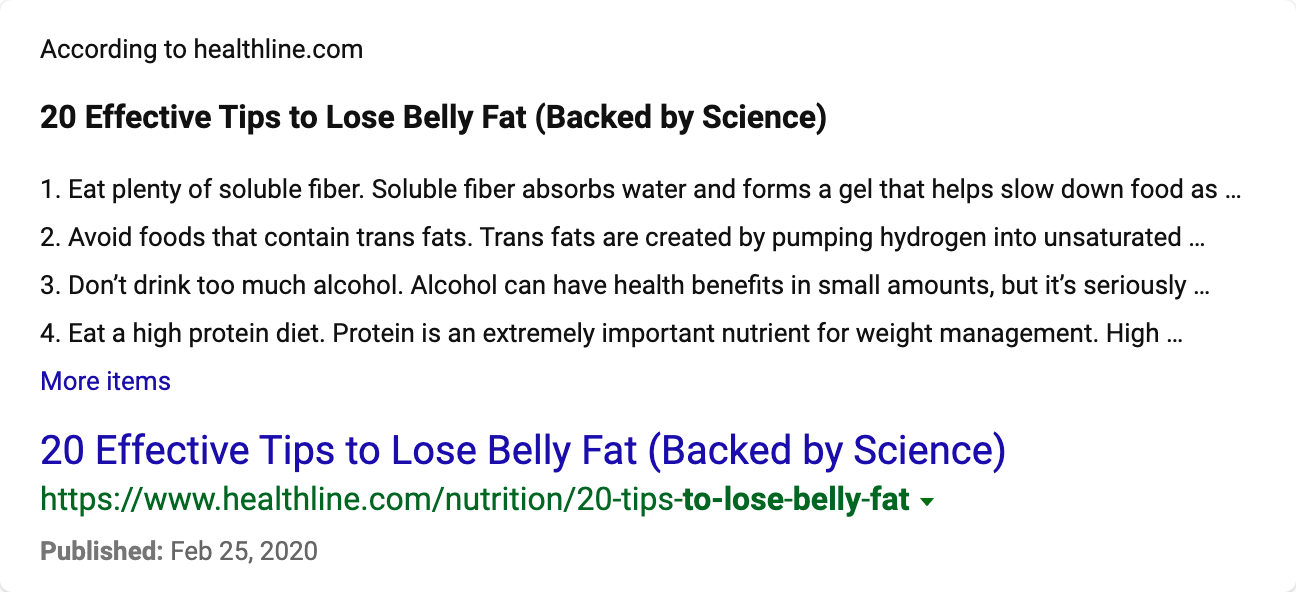 According to healthline.com
20 Effective Tips to Lose Belly Fat (Backed by Science)
1. Eat plenty of soluble fiber. Soluble fiber absorbs water and forms a gel that helps slow down food as ...
2. Avoid foods that contain trans fats. Trans fats are created by pumping hydrogen into unsaturated ...
3. Don’t drink too much alcohol. Alcohol can have health benefits in small amounts, but it’s seriously ...
4. Eat a high protein diet. Protein is an extremely important nutrient for weight management. High ...
More items
20 Effective Tips to Lose Belly Fat (Backed by Science)
https://www.healthline.com/nutrition/20-tips-to-lose-belly-fat
Published: Feb 25, 2020